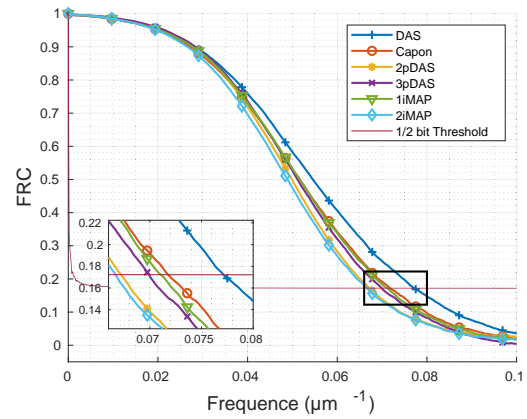 1
0.9
0.8
0.7
0.6
0.5
0.4
0.3
0.2
0.1
0
FRC
DAS
Capon
2pDAS
3pDAS
1iMAP
2iMAP
1/2 bit Threshold
0.22
0.2
0.18
0.16
0.14
0.07 0.075 0.08
0 0.02 0.04 0.06 0.08 0.1
Frequence (μm ⁻¹)